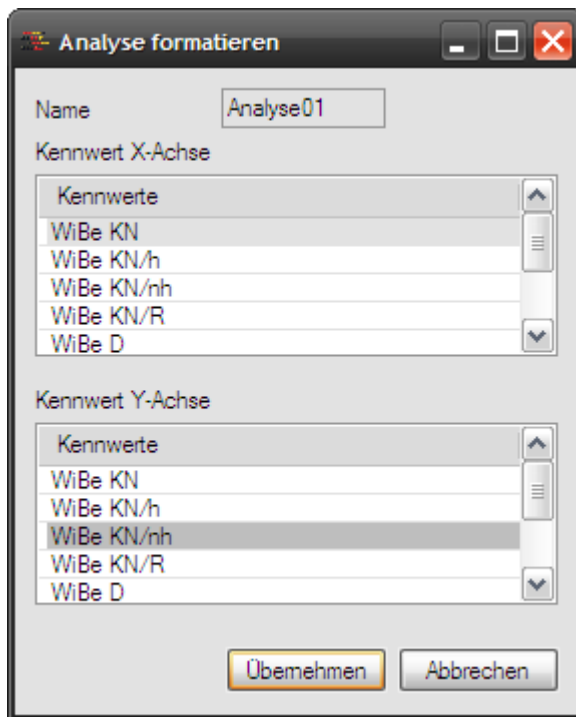 Analyse formatieren
Name Analyse01
Kennwert X-Achse
Kennwerte
WiBe KN
WiBe KN/h
WiBe KN/nh
WiBe KN/R
WiBe D
Kennwert Y-Achse
Kennwerte
WiBe KN
WiBe KN/h
WiBe KN/nh
WiBe KN/R
WiBe D
Übernehmen Abbrechen